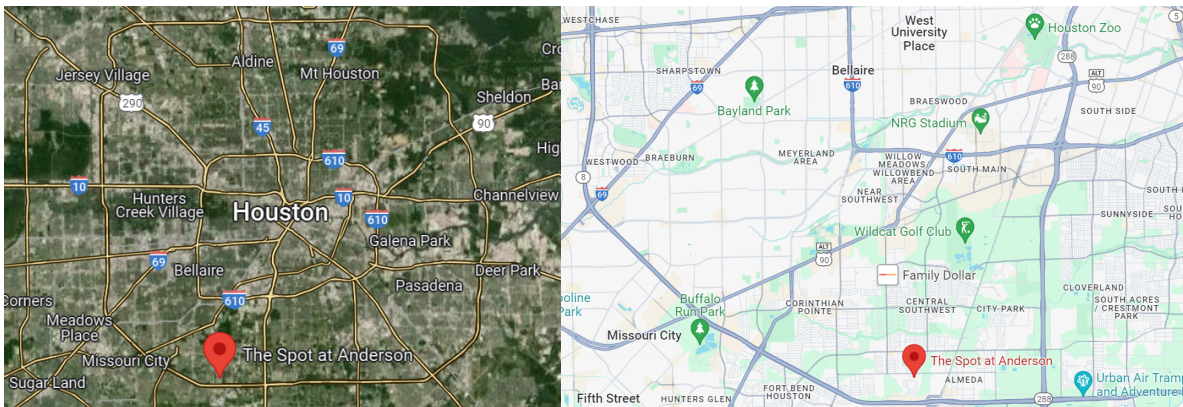 69
Aldine
Jersey Village
Mt Houston
Sheldon
290
90
45
610
10
10
Hunters
Creek Village
Houston
Channelview
610
Galena Park
69
Bellaire
Deer Park
Pasadena
610
Corners
Meadows
Place
The Spot at Anderson
Missouri City
Sugar Land
WESTCHASE
West
University
Place
5
Houston Zoo
288
SHARPSTOWN
Bellaire
ALT
90
69
610
Bayland Park
BRAESWOOD
SOUTH SIDE
NRG Stadium
MEYERLAND
AREA
WESTWOOD
BRAEBURN
WILLOW
MEADOWS
WILLOWBEND
AREA
610
SOUTH MAIN
8
69
NEAR
SOUTHWEST
SUNNYSIDE
Wildcat Golf Club
ALT
90
Family Dollar
CLOVERLAND
Buffalo
Run Park
CORINTHIAN
POINTE
CENTRAL
SOUTHWEST
CITY PARK
SOUTH ACRES
/ CRESTMONT
PARK
Missouri City
The Spot at Anderson
ALMEDA
FORT BEND
HOUSTON
Urban Air Tramp
and Adventure
Fifth Street
HUNTERS GLEN
288